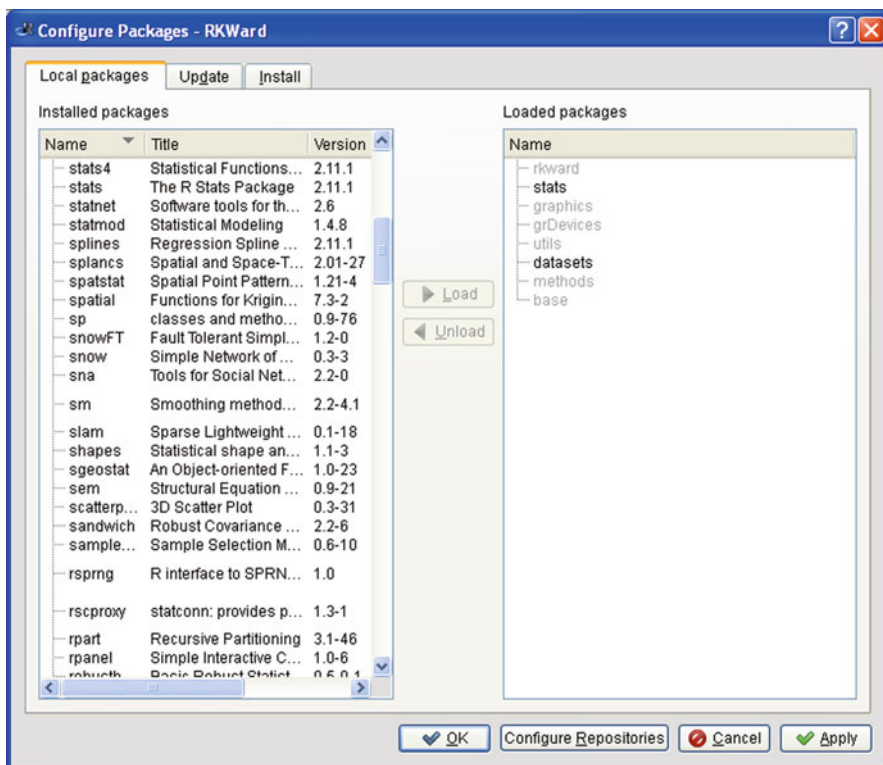 Configure Packages - RKWard
Local packages Update Install
Installed packages
Name Title Version
stats4 Statistical Functions... 2.11.1
stats The R Stats Package 2.11.1
statnet Software tools for th... 2.6
statmod Statistical Modeling 1.4.8
splines Regression Spline ... 2.11.1
splancs Spatial and Space-T... 2.01-27
spatstat Spatial Point Pattern... 1.21-4
spatial Functions for Krigin... 7.3-2
sp classes and metho... 0.9-76
snowFT Fault Tolerant Simpl... 1.2-0
snow Simple Network of ... 0.3-3
sna Tools for Social Net... 2.2-0
sm Smoothing method... 2.2-4.1
slam Sparse Lightweight ... 0.1-18
shapes Statistical shape an... 1.1-3
sgeostat An Object-oriented F... 1.0-23
sem Structural Equation ... 0.9-21
scatterp... 3D Scatter Plot 0.3-31
sandwich Robust Covariance ... 2.2-6
sample... Sample Selection M... 0.6-10
rsprng R interface to SPRN... 1.0
rscproxy statconn: provides p... 1.3-1
rpart Recursive Partitioning 3.1-46
rpanel Simple Interactive C... 1.0-6
Load
Unload
Loaded packages
Name
rkward
stats
graphics
grDevices
utils
datasets
methods
base
OK Configure Repositories Cancel Apply